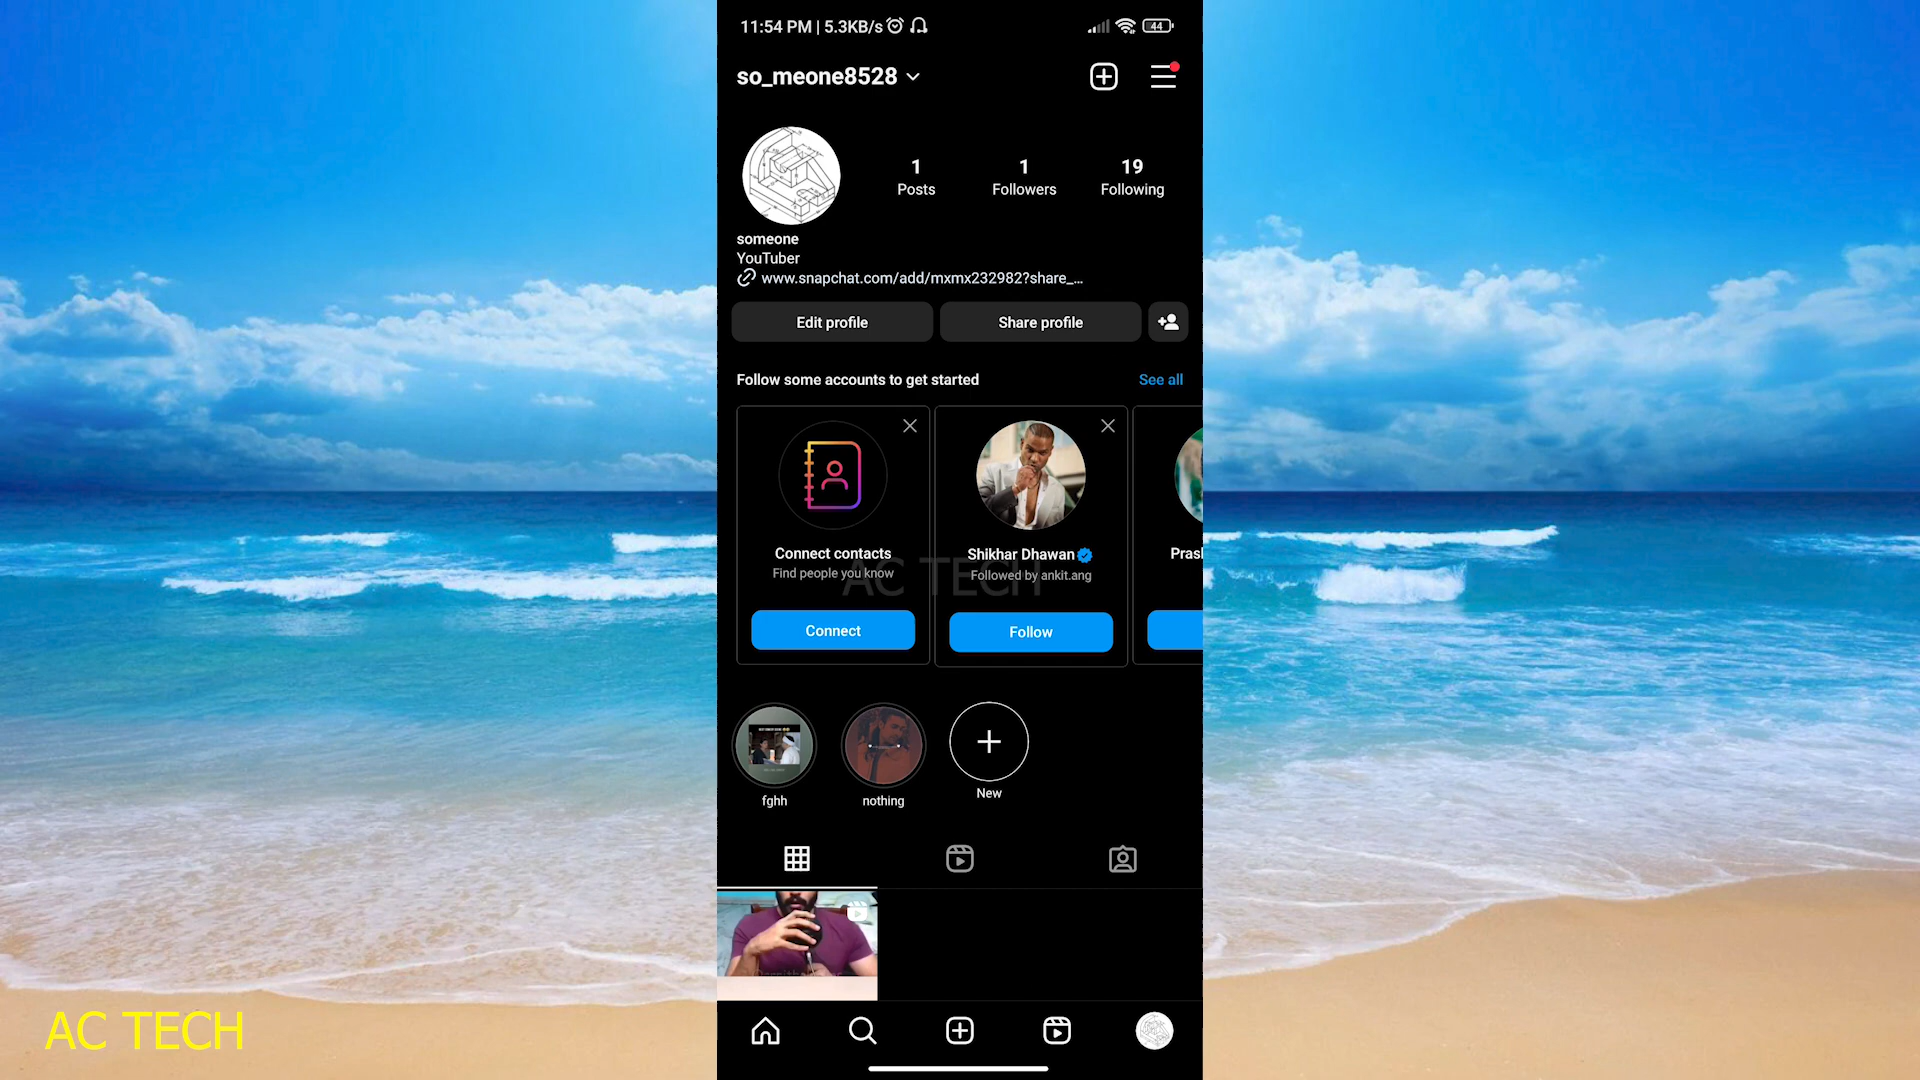 11:54 PM | 5.3KB/s
44
so_meone8528
1
Posts
1
Followers
19
Following
someone
YouTuber
www.snapchat.com/add/mxmx232982?share_...
Edit profile
Share profile
Follow some accounts to get started
See all
Connect contacts
Find people you know
Connect
Shikhar Dhawan
Followed by ankit.ang
Follow
AC TECH
fghh
nothing
New
AC TECH